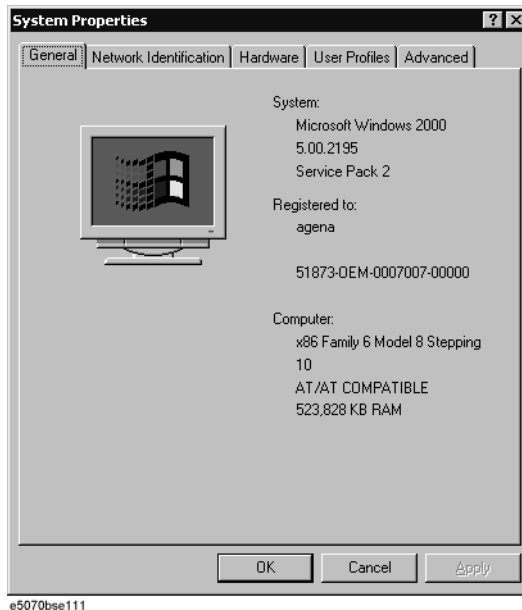 System Properties
General Network Identification Hardware User Profiles Advanced
System:
Microsoft Windows 2000
5.00.2195
Service Pack 2
Registered to:
agena
51873-OEM-0007007-00000
Computer:
x86 Family 6 Model 8 Stepping
10
AT/AT COMPATIBLE
523,828 KB RAM
OK Cancel Apply
e5070bse111